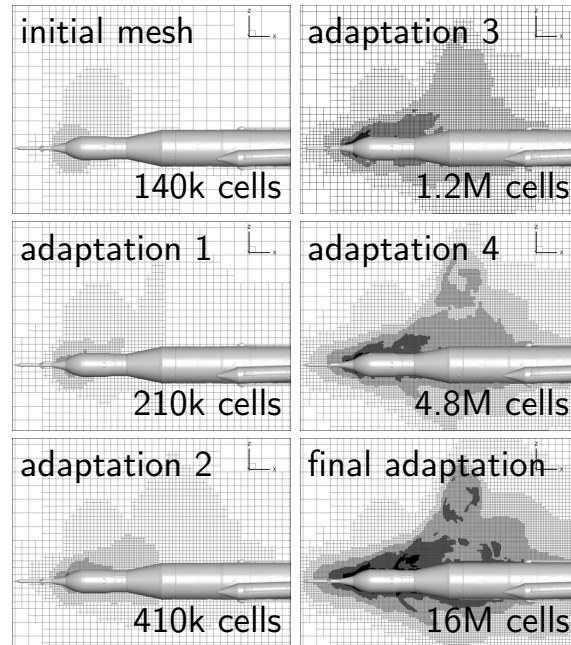 initial mesh
z
x
140k cells
adaptation 1
z
x
210k cells
adaptation 2
z
x
410k cells
adaptation 3
z
x
1.2M cells
adaptation 4
z
x
4.8M cells
final adaptation
z
x
16M cells